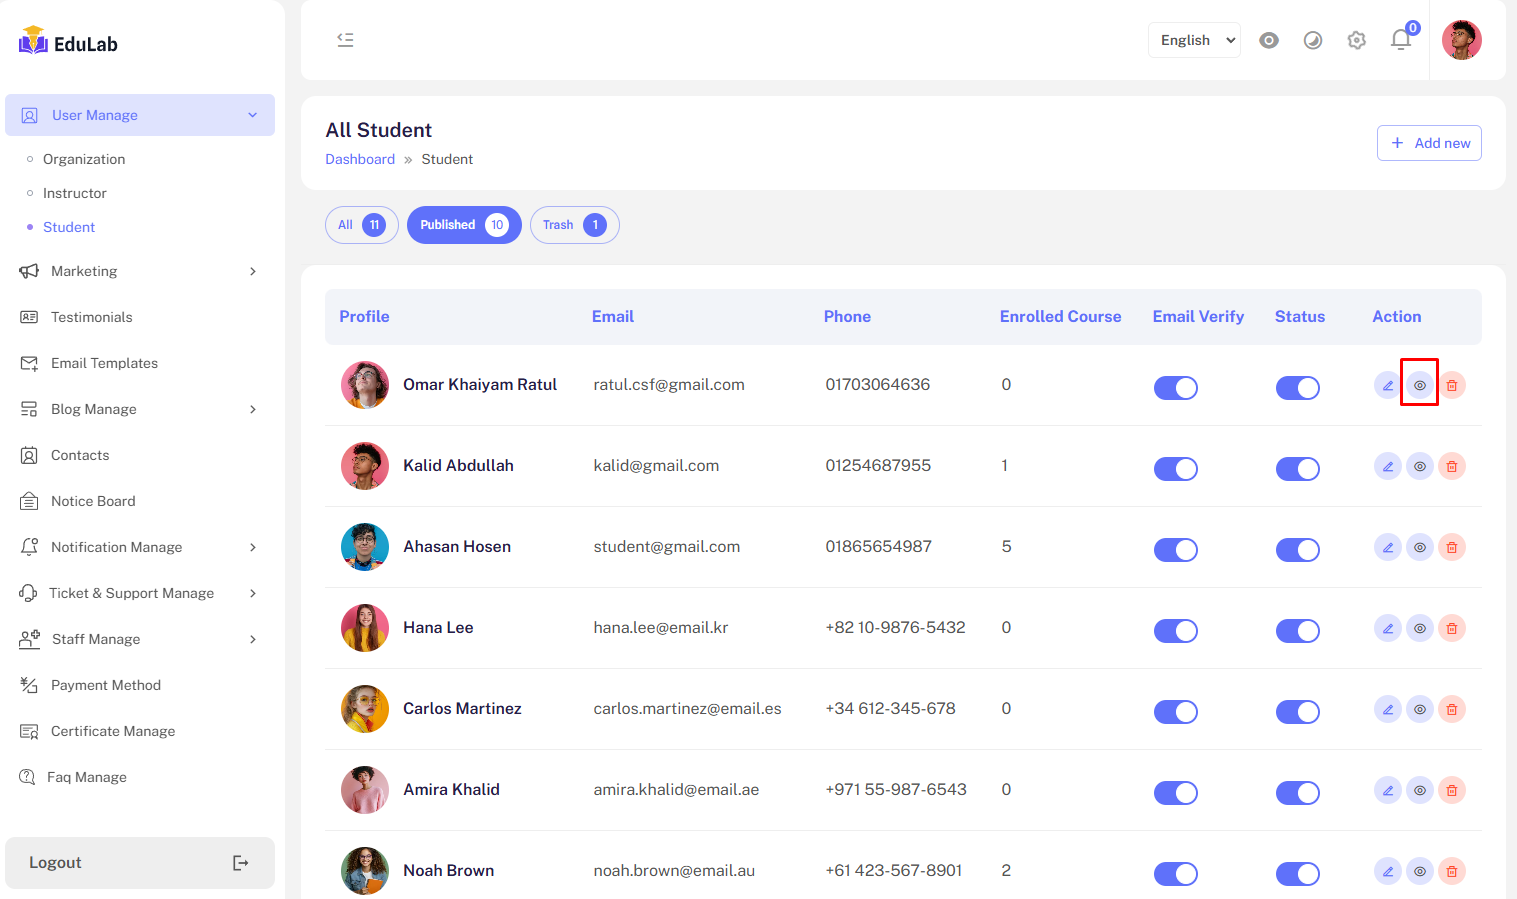 EduLab
English
0
User Manage
Organization
Instructor
Student
Marketing
Testimonials
Email Templates
Blog Manage
Contacts
Notice Board
Notification Manage
Ticket & Support Manage
Staff Manage
Payment Method
Certificate Manage
Faq Manage
Logout
All Student
Dashboard » Student
+ Add new
All 11 Published 10 Trash 1
Profile Email Phone Enrolled Course Email Verify Status Action
Omar Khaiyam Ratul ratul.csf@gmail.com 01703064636 0
Kalid Abdullah kalid@gmail.com 01254687955 1
Ahasan Hosen student@gmail.com 01865654987 5
Hana Lee hana.lee@email.kr +82 10-9876-5432 0
Carlos Martinez carlos.martinez@email.es +34 612-345-678 0
Amira Khalid amira.khalid@email.ae +971 55-987-6543 0
Noah Brown noah.brown@email.au +61 423-567-8901 2